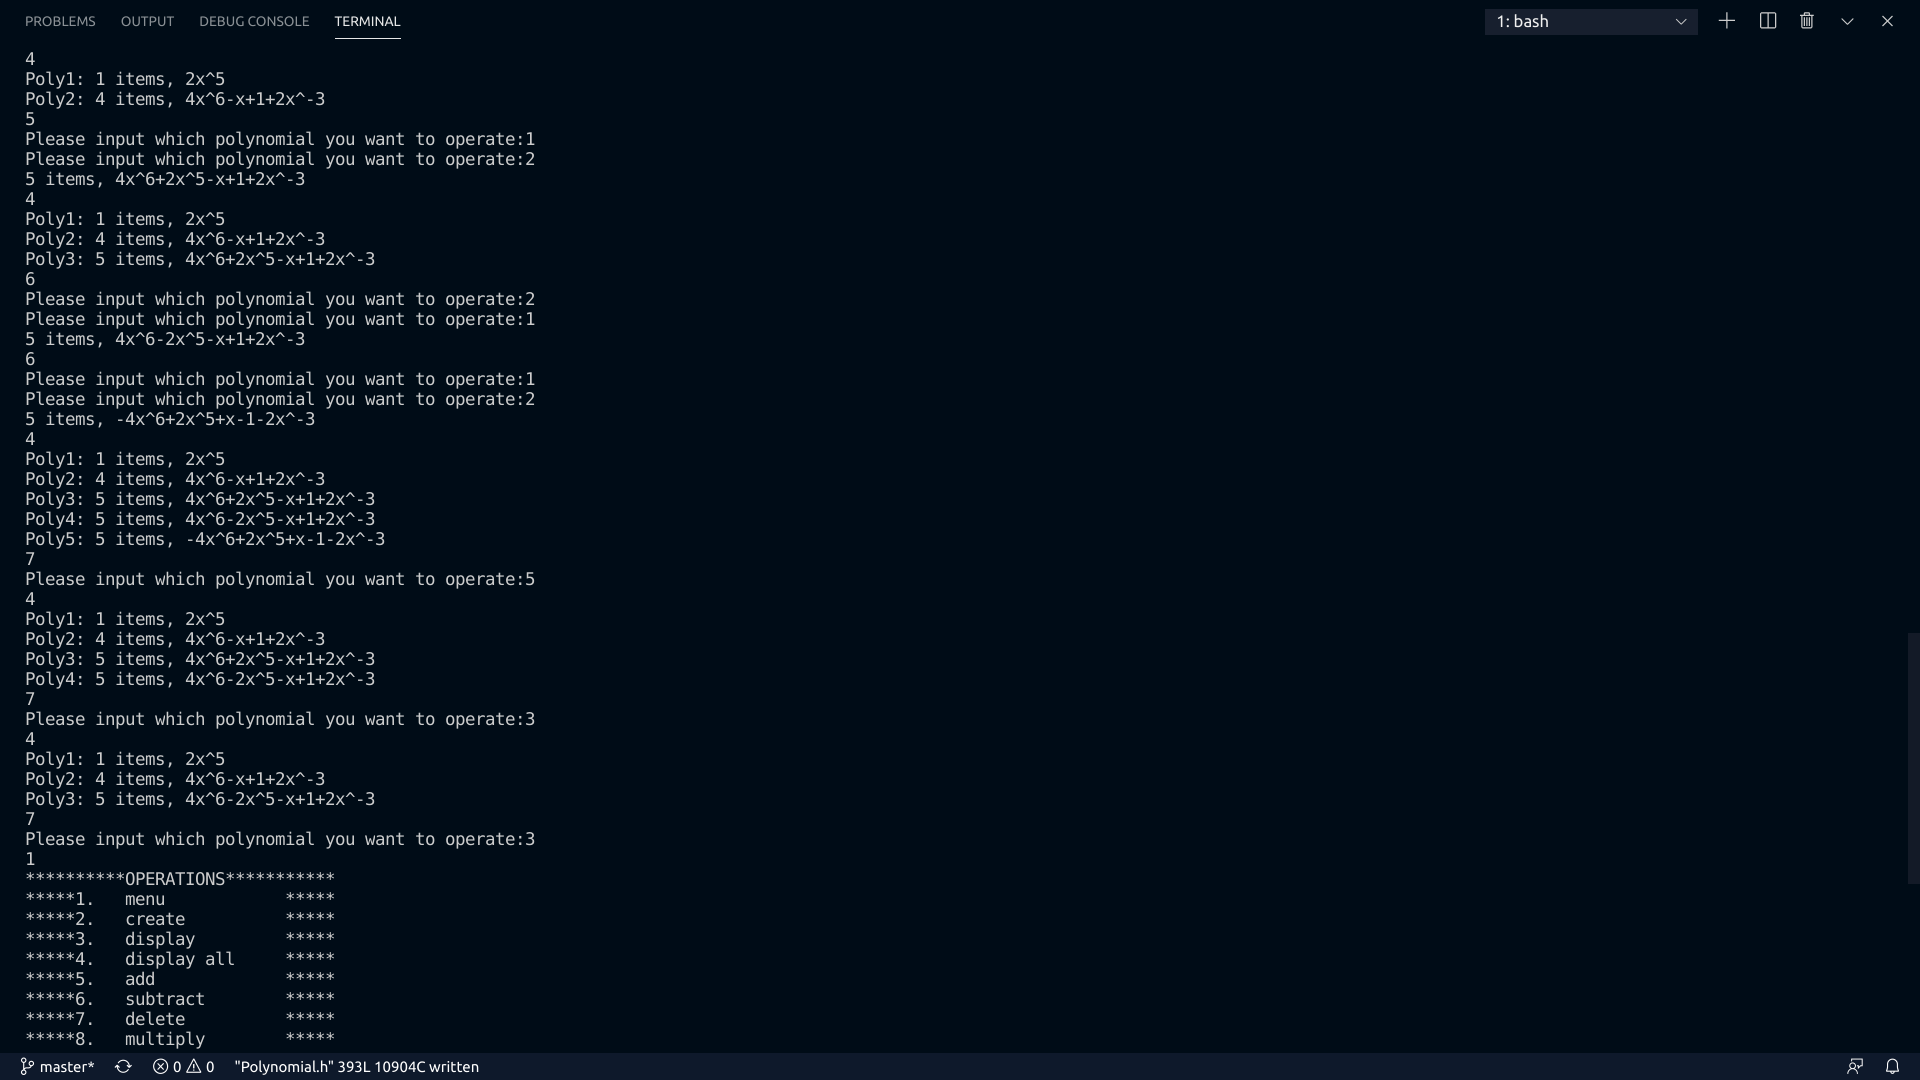 PROBLEMS OUTPUT DEBUG CONSOLE TERMINAL 1: bash
4
Poly1: 1 items, 2x^5
Poly2: 4 items, 4x^6-x+1+2x^-3
5
Please input which polynomial you want to operate:1
Please input which polynomial you want to operate:2
5 items, 4x^6+2x^5-x+1+2x^-3
4
Poly1: 1 items, 2x^5
Poly2: 4 items, 4x^6-x+1+2x^-3
Poly3: 5 items, 4x^6+2x^5-x+1+2x^-3
6
Please input which polynomial you want to operate:2
Please input which polynomial you want to operate:1
5 items, 4x^6-2x^5-x+1+2x^-3
6
Please input which polynomial you want to operate:1
Please input which polynomial you want to operate:2
5 items, -4x^6+2x^5+x-1-2x^-3
4
Poly1: 1 items, 2x^5
Poly2: 4 items, 4x^6-x+1+2x^-3
Poly3: 5 items, 4x^6+2x^5-x+1+2x^-3
Poly4: 5 items, 4x^6-2x^5-x+1+2x^-3
Poly5: 5 items, -4x^6+2x^5+x-1-2x^-3
7
Please input which polynomial you want to operate:5
4
Poly1: 1 items, 2x^5
Poly2: 4 items, 4x^6-x+1+2x^-3
Poly3: 5 items, 4x^6+2x^5-x+1+2x^-3
Poly4: 5 items, 4x^6-2x^5-x+1+2x^-3
7
Please input which polynomial you want to operate:3
4
Poly1: 1 items, 2x^5
Poly2: 4 items, 4x^6-x+1+2x^-3
Poly3: 5 items, 4x^6-2x^5-x+1+2x^-3
7
Please input which polynomial you want to operate:3
1
**********OPERATIONS***********
*****1.   menu            *****
*****2.   create          *****
*****3.   display         *****
*****4.   display all     *****
*****5.   add             *****
*****6.   subtract        *****
*****7.   delete          *****
*****8.   multiply        *****
master* 0 0 "Polynomial.h" 393L 10904C written